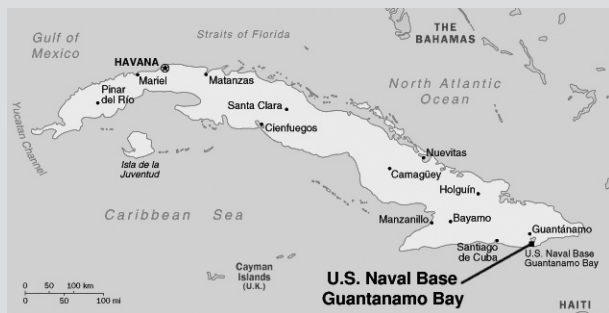 Gulf of
Mexico
Straits of Florida
THE
BAHAMAS
HAVANA
Mariel
Matanzas
North Atlantic
Ocean
Pinar
del Río
Santa Clara
Yucatan Channel
Cienfuegos
Isla de la
Juventud
Nuevitas
Camagüey
Holguín
Caribbean Sea
Manzanillo
Bayamo
Guantánamo
Santiago
de Cuba
U.S. Naval Base
Guantanamo Bay
Cayman
Islands
(U.K.)
U.S. Naval Base
Guantanamo Bay
0 50 100 km
0 50 100 mi
HAITI